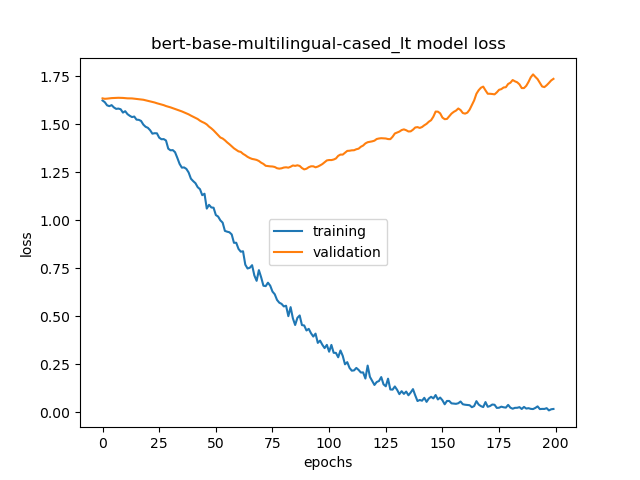 bert-base-multilingual-cased_lt model loss
1.75
1.50
1.25
1.00
0.75
0.50
0.25
0.00
loss
training
validation
0 25 50 75 100 125 150 175 200
epochs